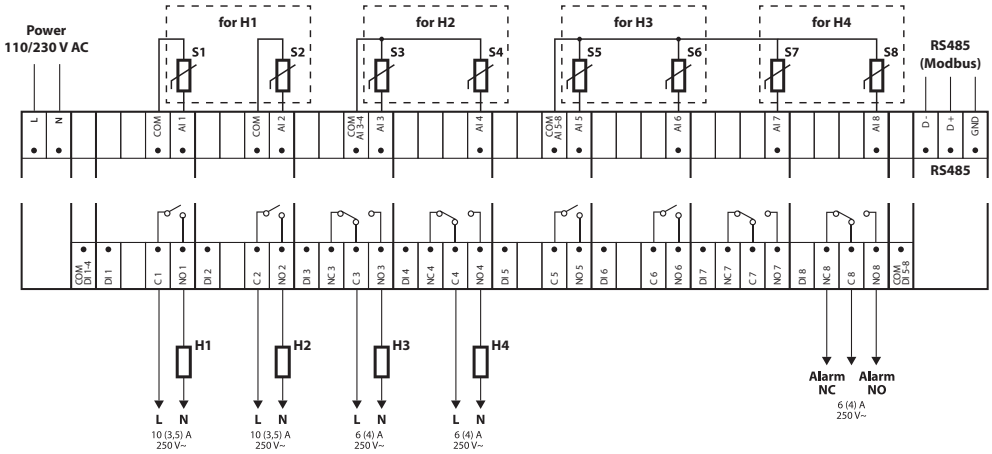 Power
110/230 V AC
for H1
for H2
for H3
for H4
S1
S2
S3
S4
S5
S6
S7
S8
RS485
(Modbus)
L
N
COM
AI 1
COM
AI 2
COM
AI 3-4
AI 3
AI 4
COM
AI 5-8
AI 5
AI 6
AI 7
AI 8
D -
D +
GND
RS485
COM
DI 1-4
DI 1
C 1
NO 1
DI 2
C 2
NO 2
DI 3
NC 3
C 3
NO 3
DI 4
NC 4
C 4
NO 4
DI 5
C 5
NO 5
DI 6
C 6
NO 6
DI 7
NC 7
C 7
NO 7
DI 8
NC 8
C 8
NO 8
COM
DI 5-8
H1
H2
H3
H4
L N
10 (3,5) A
250 V~
L N
10 (3,5) A
250 V~
L N
6 (4) A
250 V~
L N
6 (4) A
250 V~
Alarm
NC
Alarm
NO
6 (4) A
250 V~